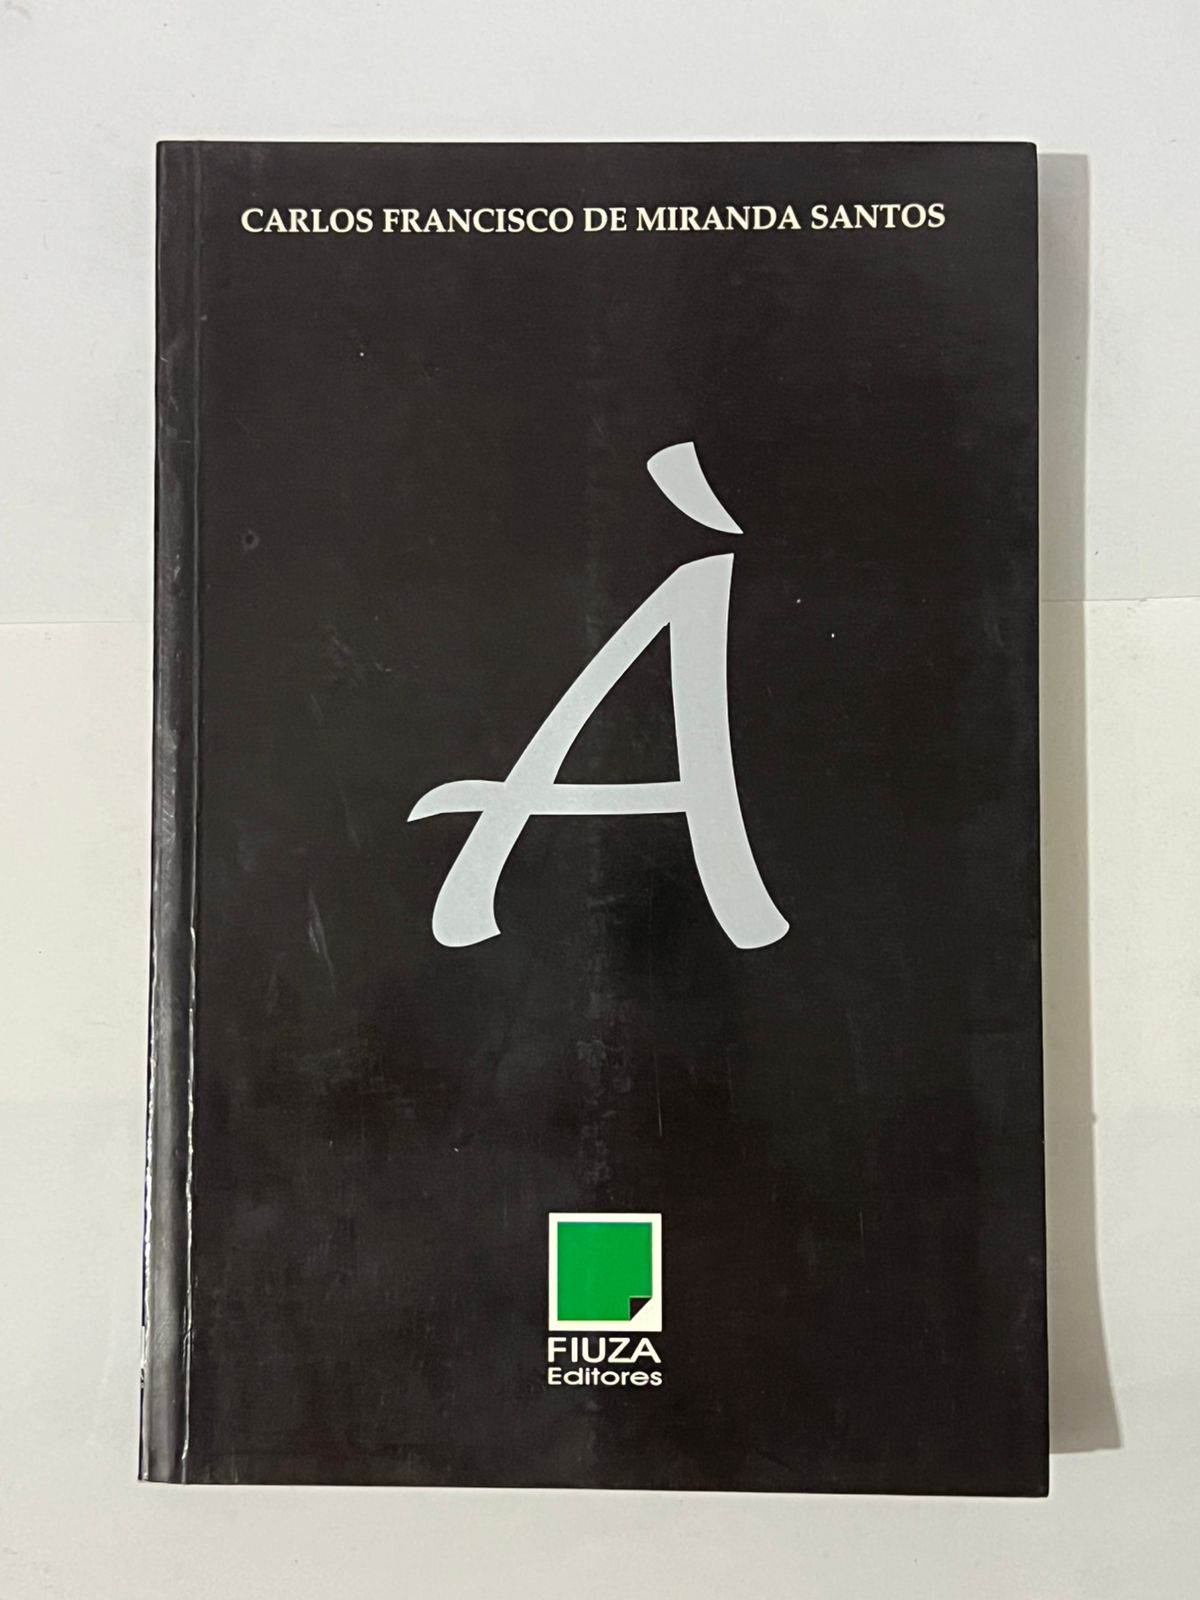 CARLOS FRANCISCO DE MIRANDA SANTOS
À
FIUZA
Editores